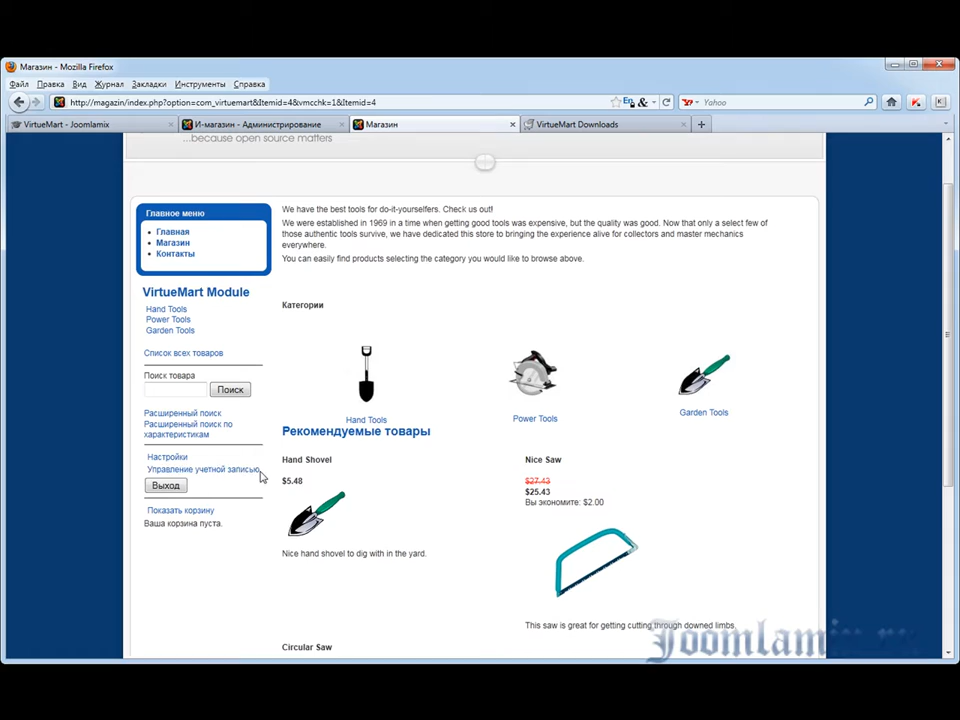 Магазин - Mozilla Firefox
Файл Правка Вид Журнал Закладки Инструменты Справка
http://magazin/index.php?option=com_virtuemart&Itemid=4&vmcchk=1&Itemid=4
En
Yahoo
VirtueMart - Joomlamix
И-магазин - Администрирование
Магазин
VirtueMart Downloads
...because open source matters
Главное меню
Главная
Магазин
Контакты
VirtueMart Module
Hand Tools
Power Tools
Garden Tools
Список всех товаров
Поиск товара
Поиск
Расширенный поиск
Расширенный поиск по
характеристикам
Настройки
Управление учетной записью
Выход
Показать корзину
Ваша корзина пуста.
We have the best tools for do-it-yourselfers. Check us out!
We were established in 1969 in a time when getting good tools was expensive, but the quality was good. Now that only a select few of
those authentic tools survive, we have dedicated this store to bringing the experience alive for collectors and master mechanics
everywhere.
You can easily find products selecting the category you would like to browse above.
Категории
Hand Tools
Power Tools
Garden Tools
Рекомендуемые товары
Hand Shovel
$5.48
Nice hand shovel to dig with in the yard.
Nice Saw
$27.43
$25.43
Вы экономите: $2.00
This saw is great for getting cutting through downed limbs.
Circular Saw